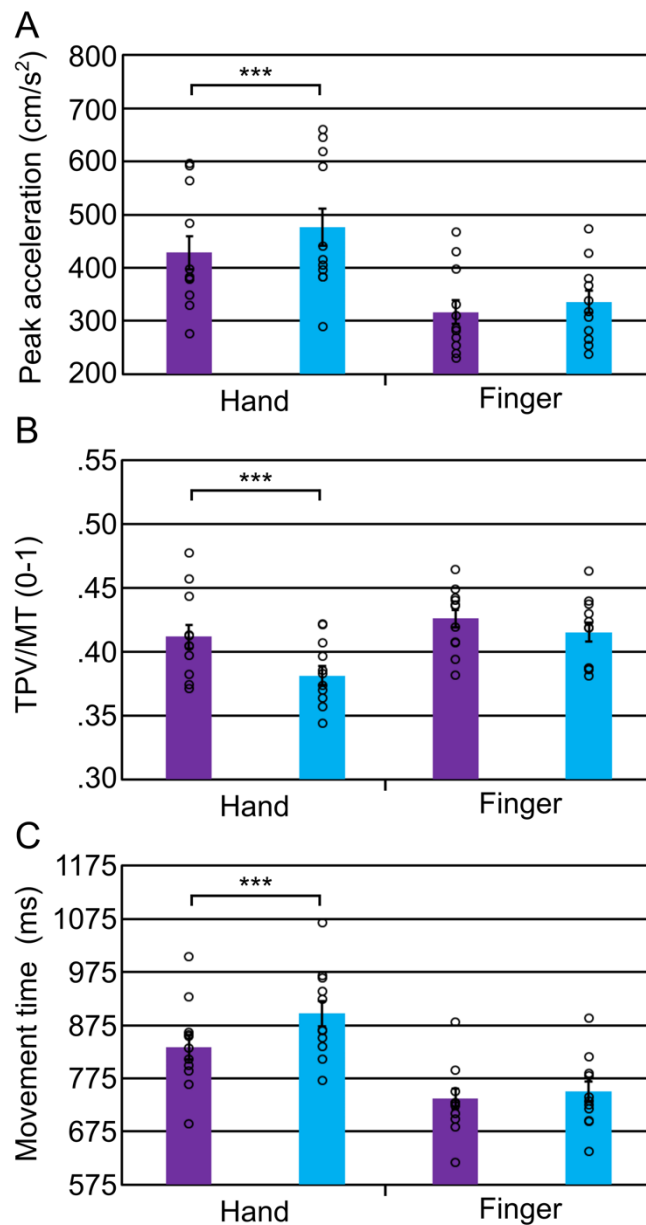 A
Peak acceleration (cm/s²)
800
700
600
500
400
300
200
***
Hand
Finger
B
TPV/MT (0-1)
.55
.50
.45
.40
.35
.30
***
Hand
Finger
C
Movement time (ms)
1175
1075
975
875
775
675
575
***
Hand
Finger